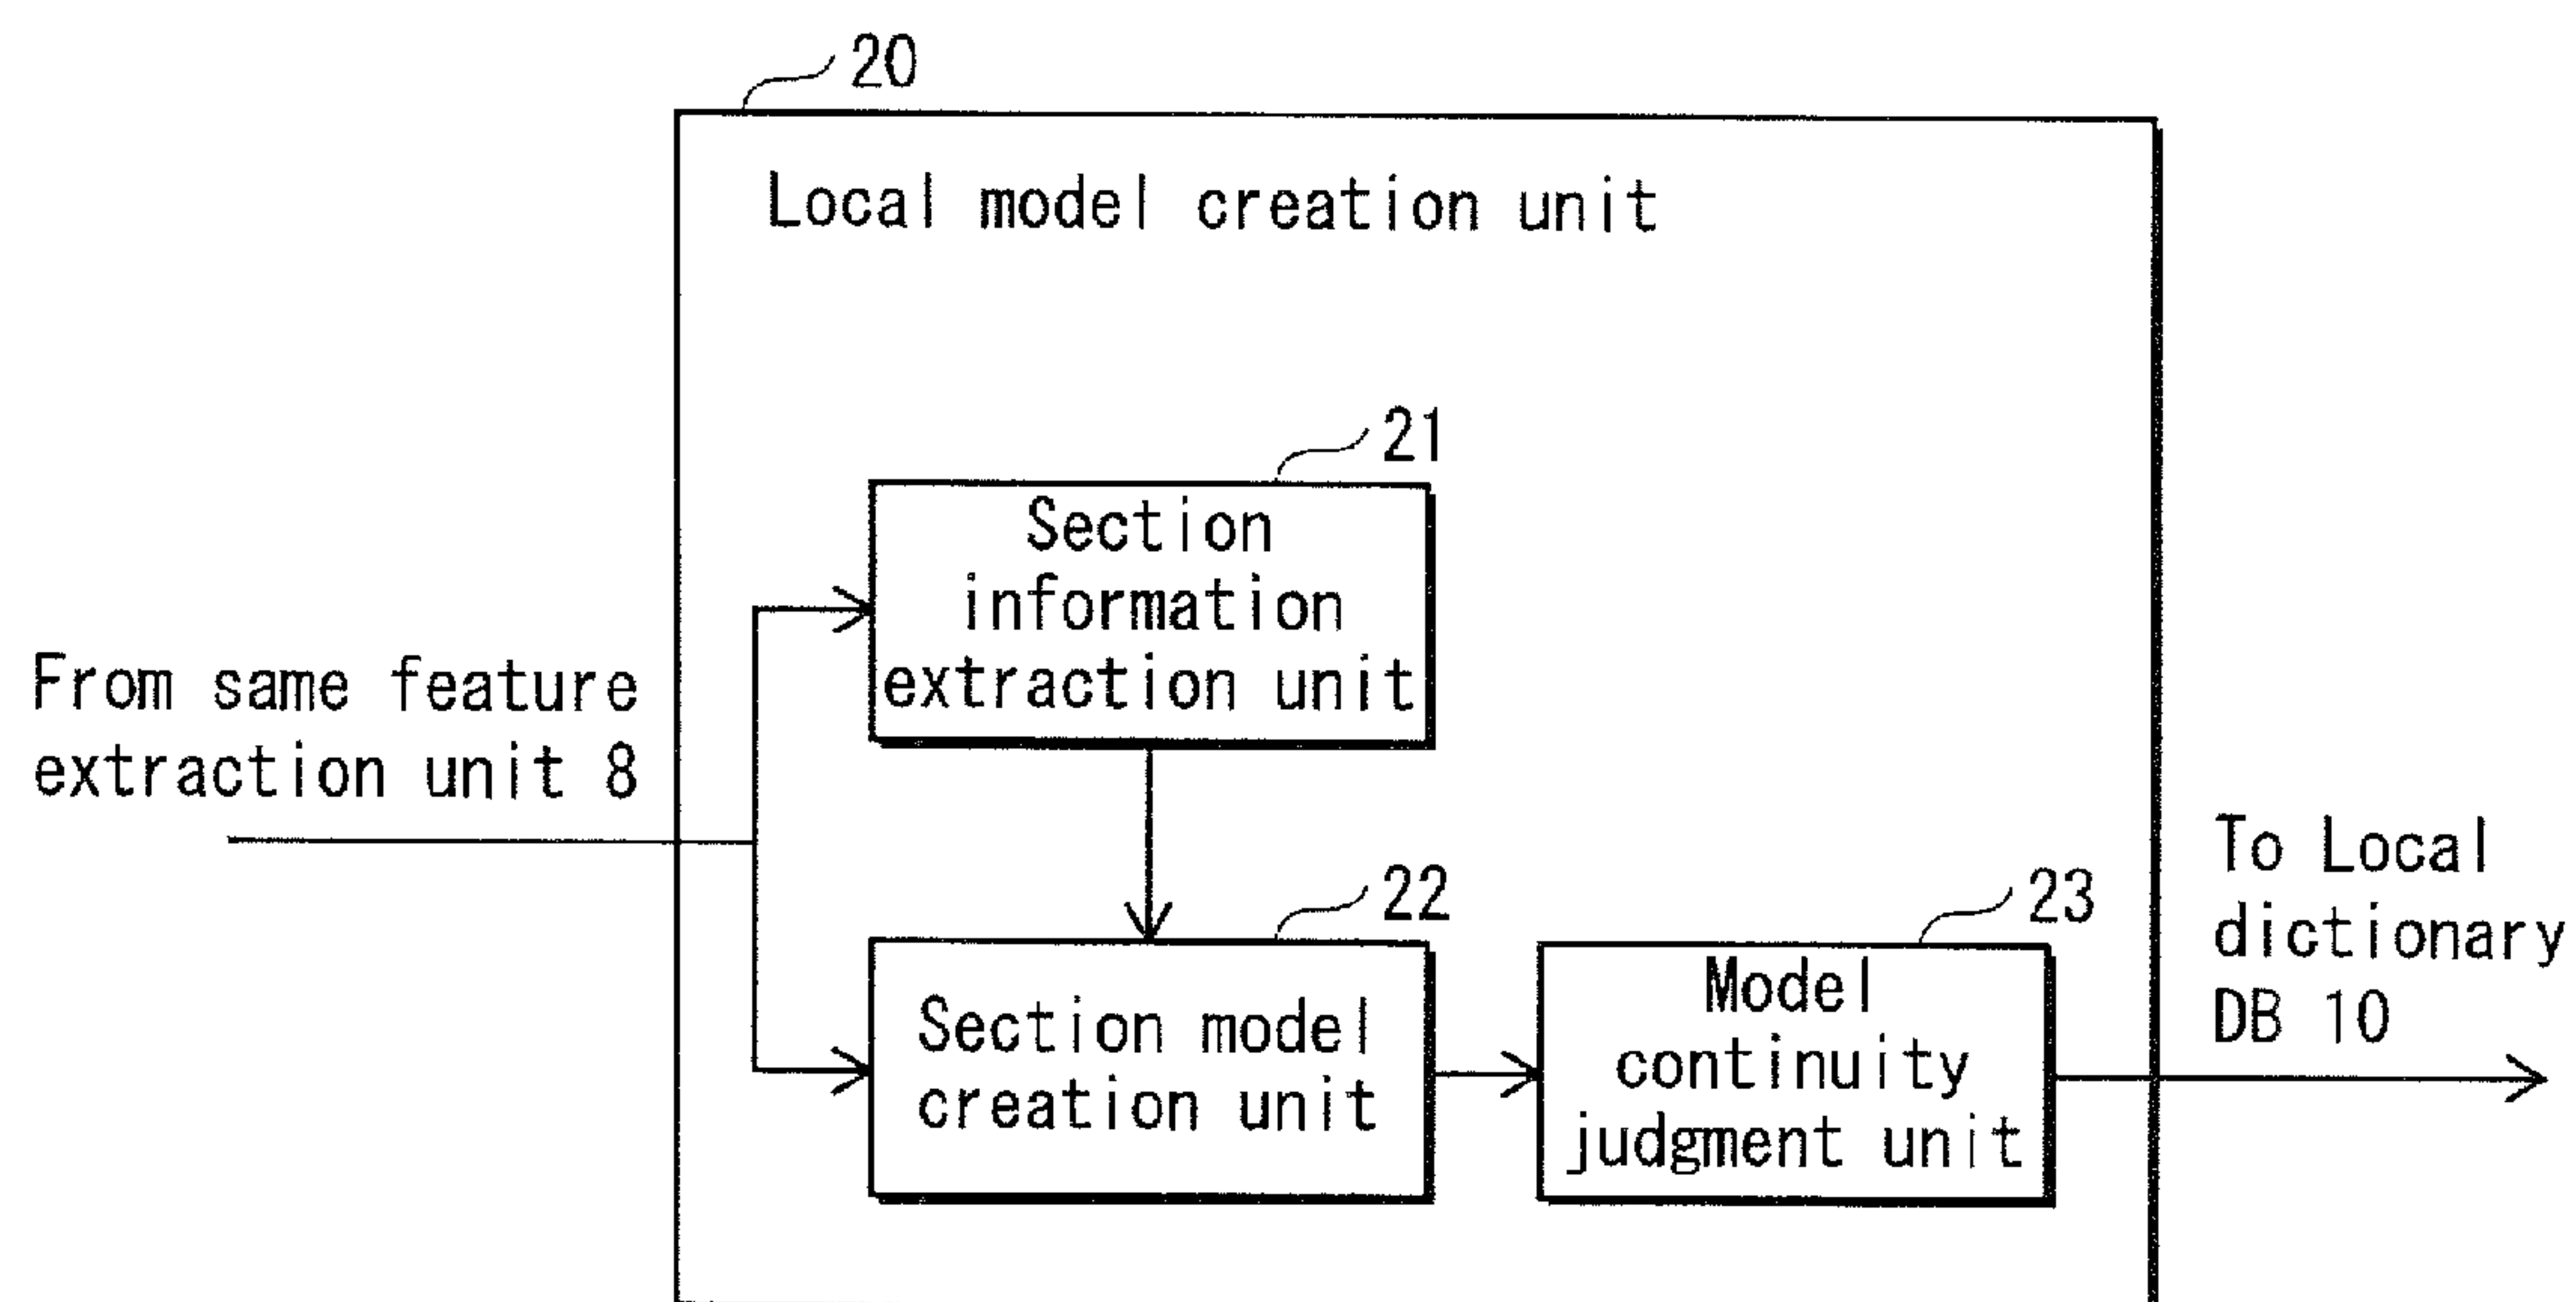 20
Local model creation unit
21
Section
information
extraction unit
From same feature
extraction unit 8
22
Section model
creation unit
23
Model
continuity
judgment unit
To Local
dictionary
DB 10